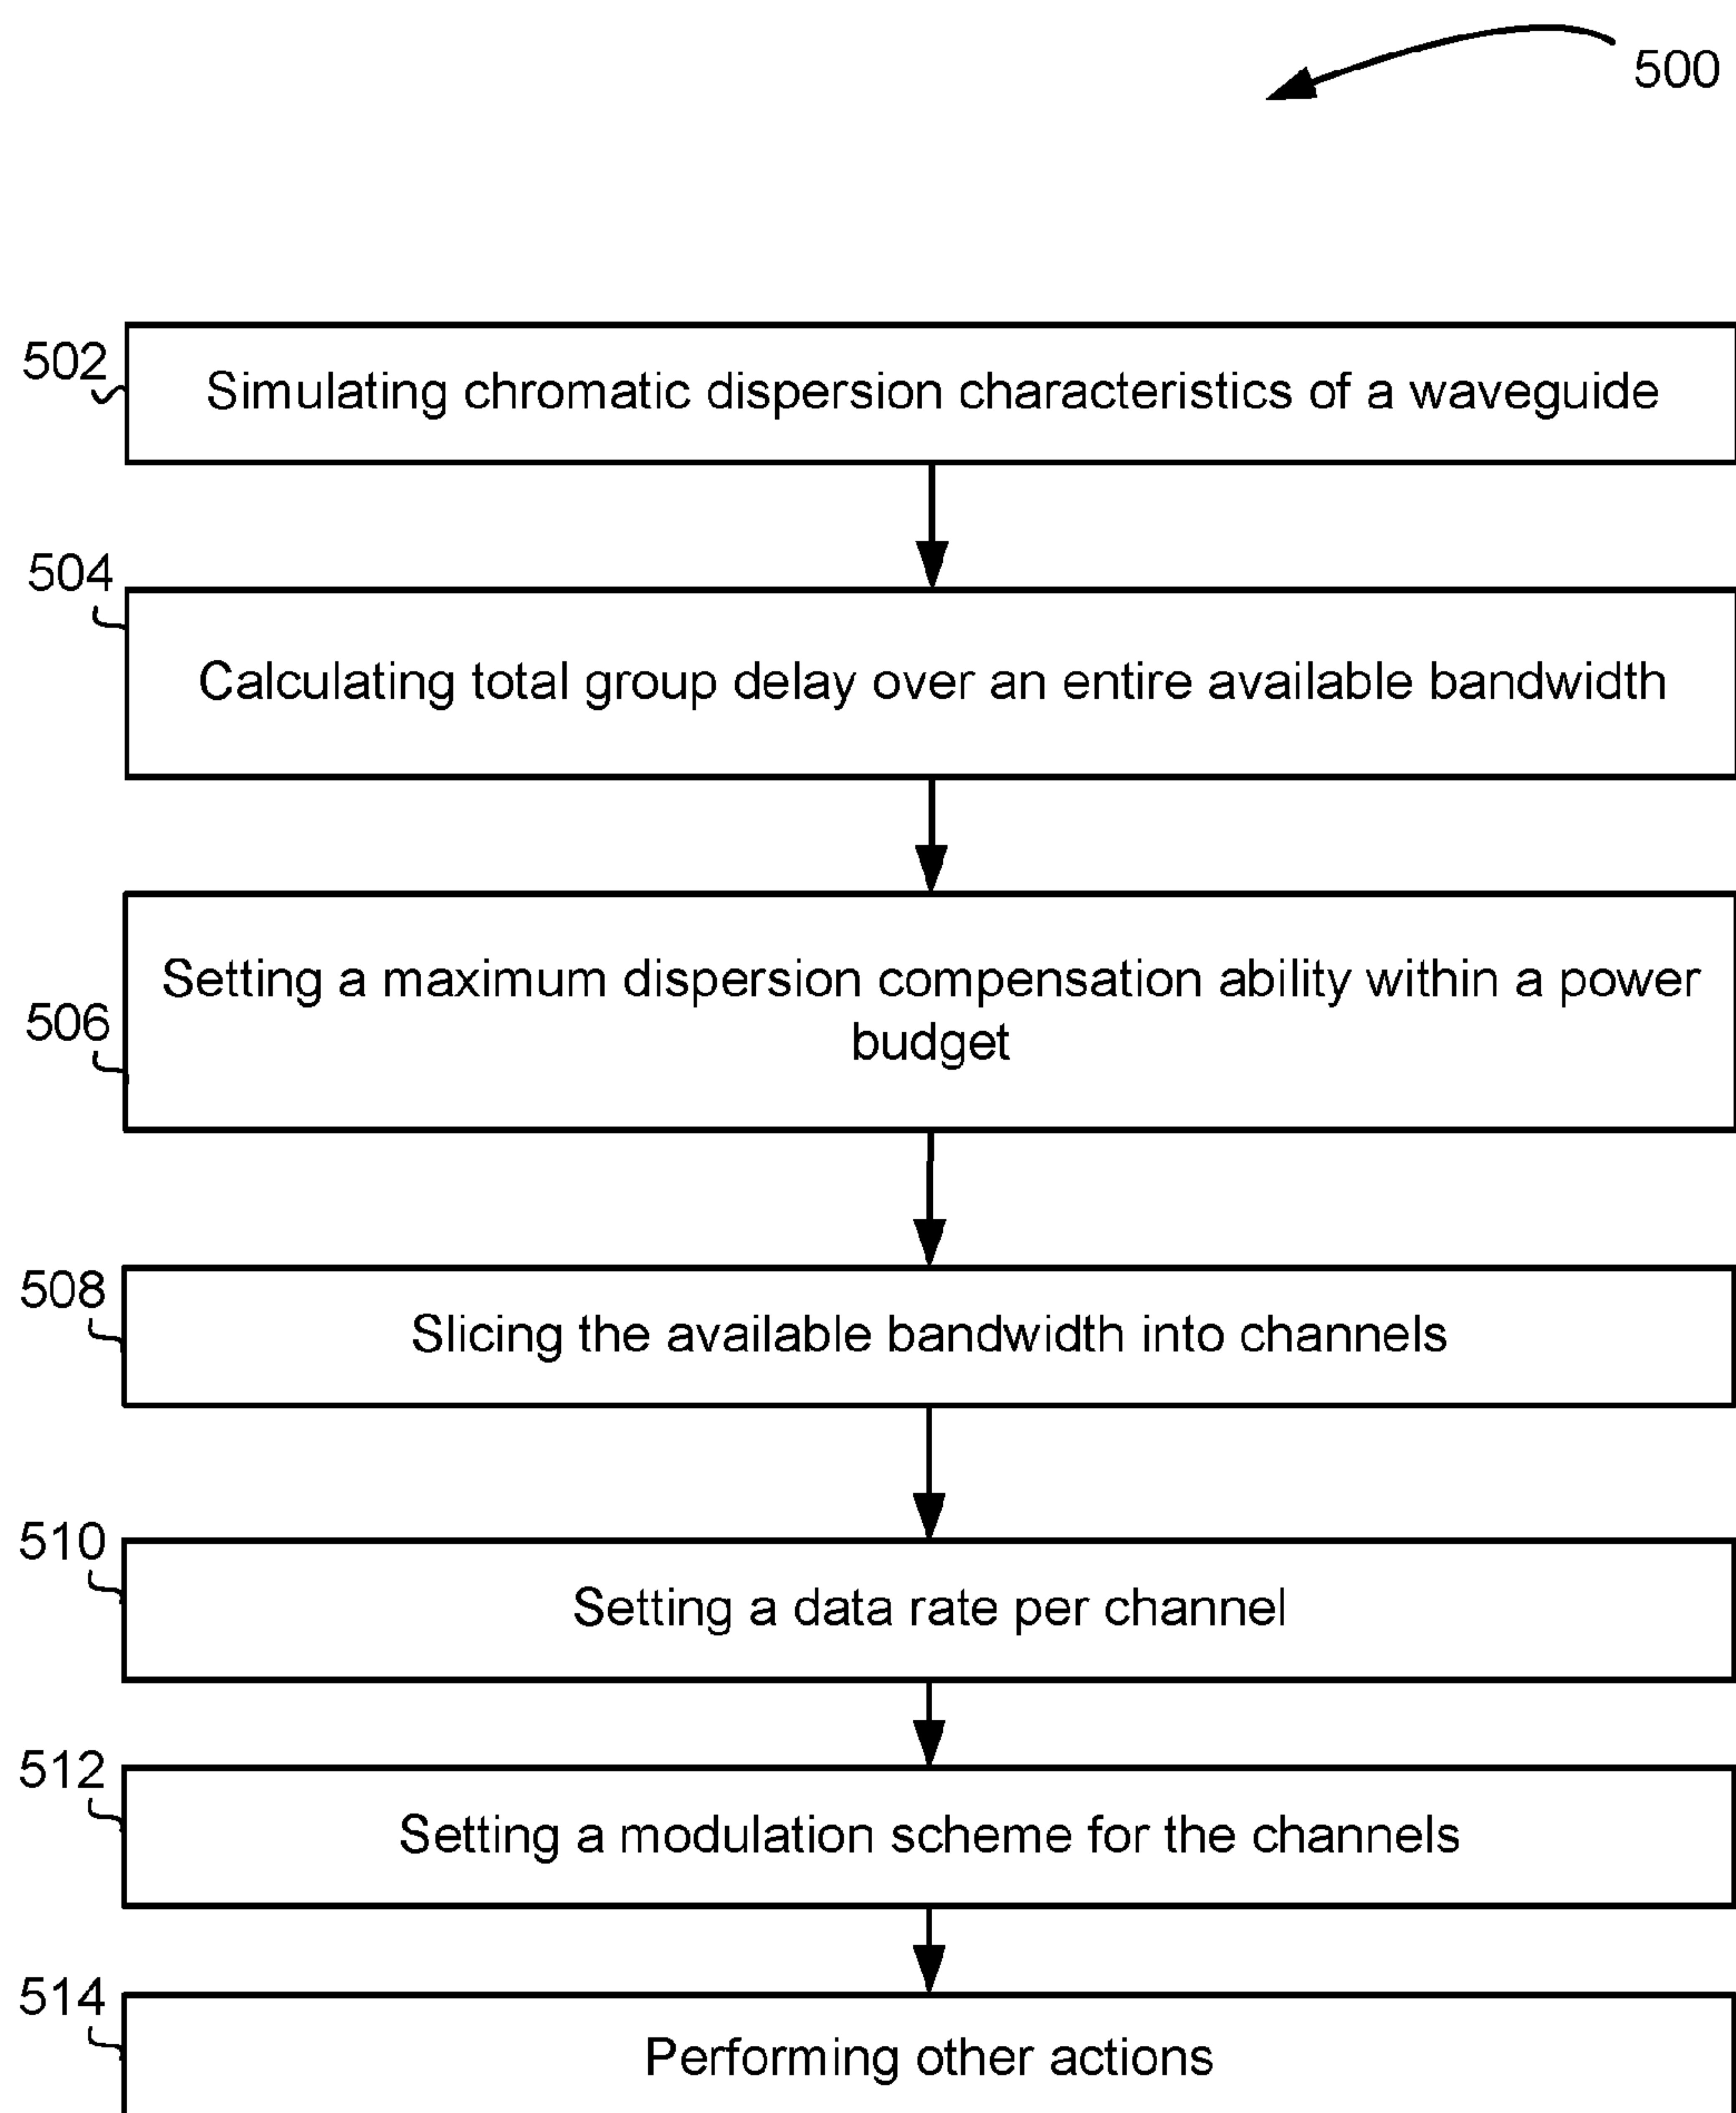 500
502
Simulating chromatic dispersion characteristics of a waveguide
504
Calculating total group delay over an entire available bandwidth
506
Setting a maximum dispersion compensation ability within a power
budget
508
Slicing the available bandwidth into channels
510
Setting a data rate per channel
512
Setting a modulation scheme for the channels
514
Performing other actions